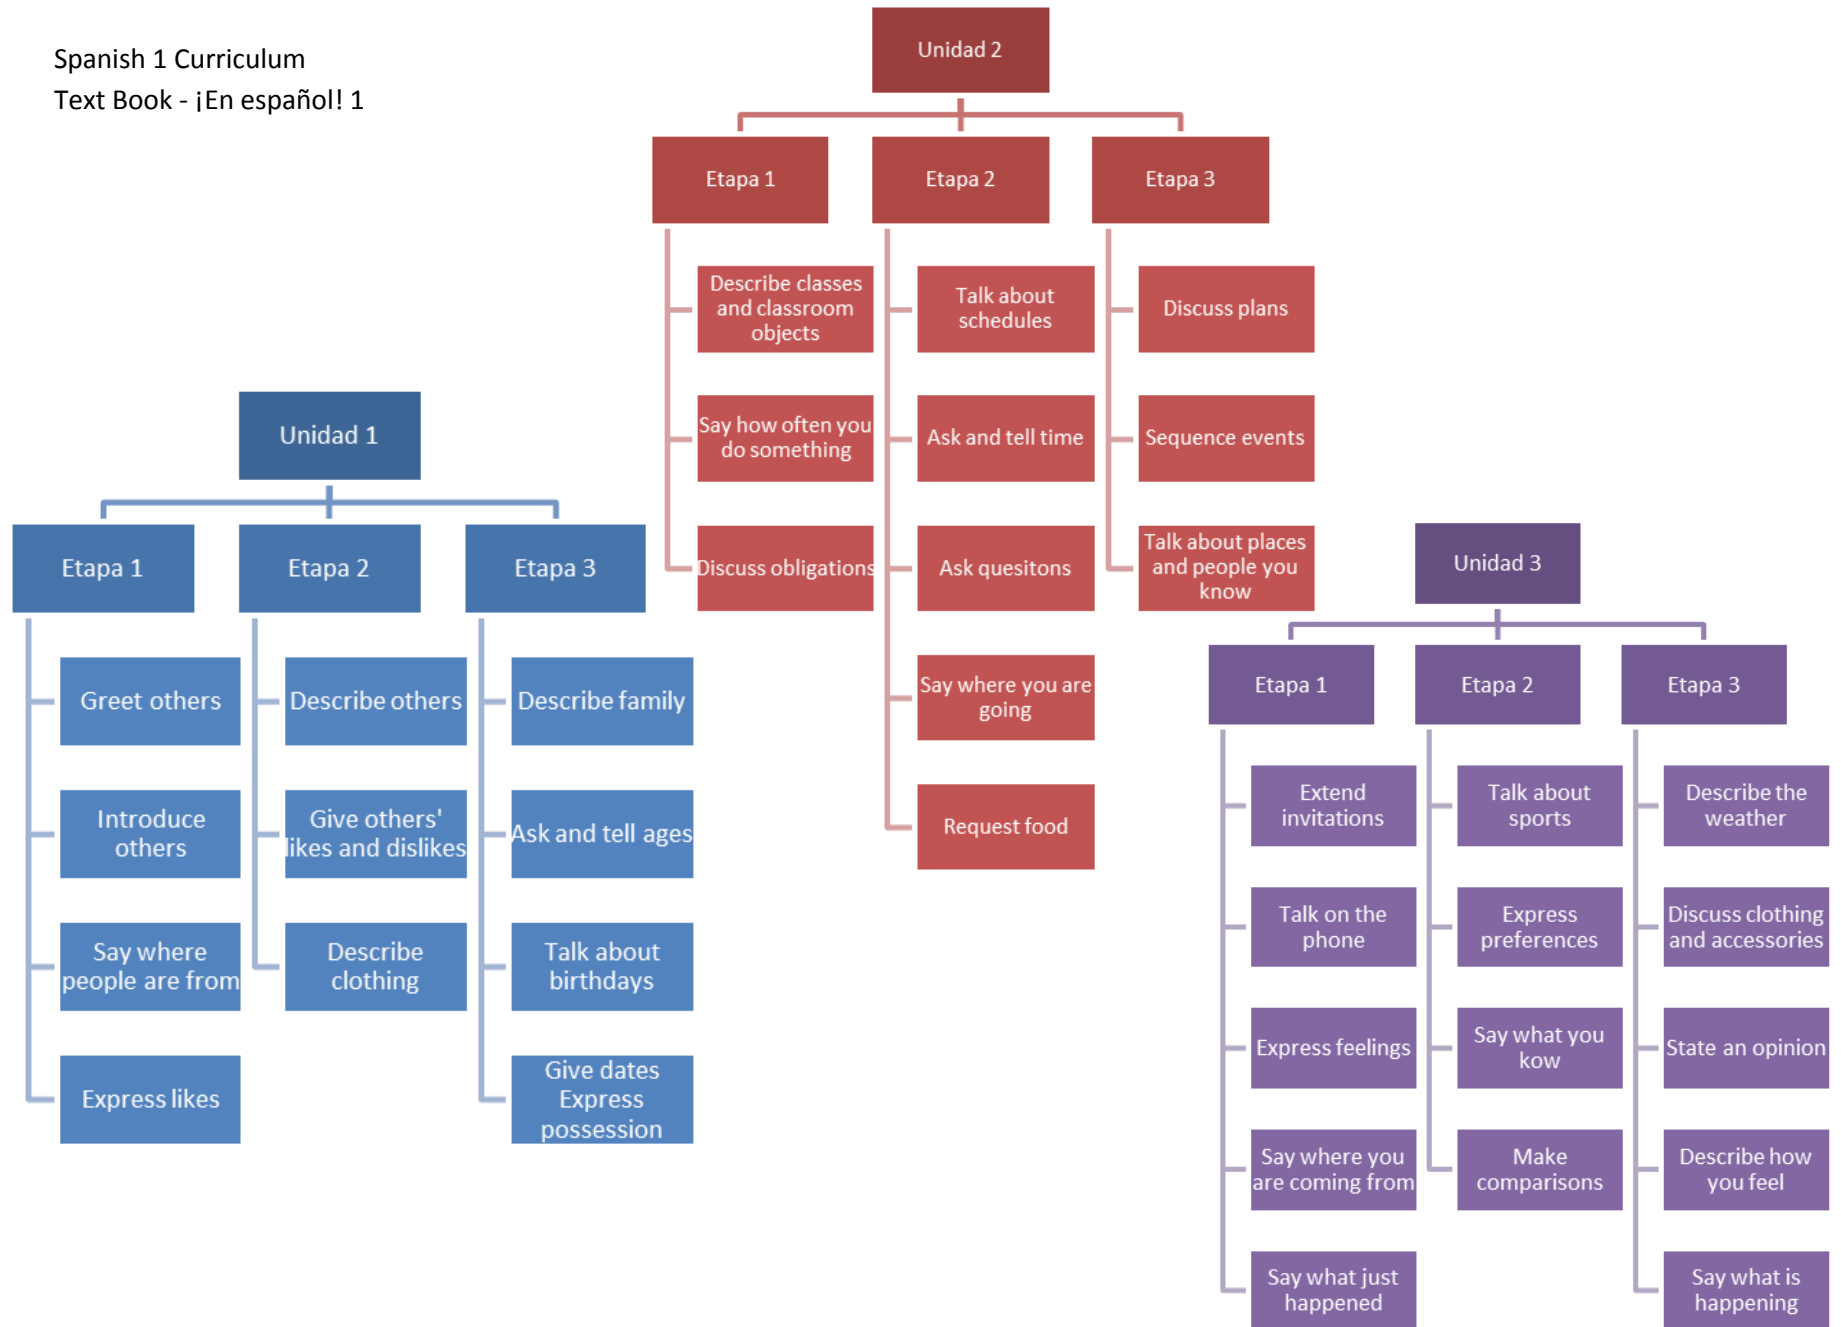 Spanish 1 Curriculum
Text Book - ¡En español! 1
Unidad 1
Etapa 1
Greet others
Introduce
others
Say where
people are from
Express likes
Etapa 2
Describe others
Give others'
likes and dislikes
Describe
clothing
Etapa 3
Describe family
Ask and tell ages
Talk about
birthdays
Give dates
Express
possession
Unidad 2
Etapa 1
Describe classes
and classroom
objects
Say how often you
do something
Discuss obligations
Etapa 2
Talk about
schedules
Ask and tell time
Ask quesitons
Say where you are
going
Request food
Etapa 3
Discuss plans
Sequence events
Talk about places
and people you
know
Unidad 3
Etapa 1
Extend
invitations
Talk on the
phone
Express feelings
Say where you
are coming from
Say what just
happened
Etapa 2
Talk about
sports
Express
preferences
Say what you
kow
Make
comparisons
Etapa 3
Describe the
weather
Discuss clothing
and accessories
State an opinion
Describe how
you feel
Say what is
happening